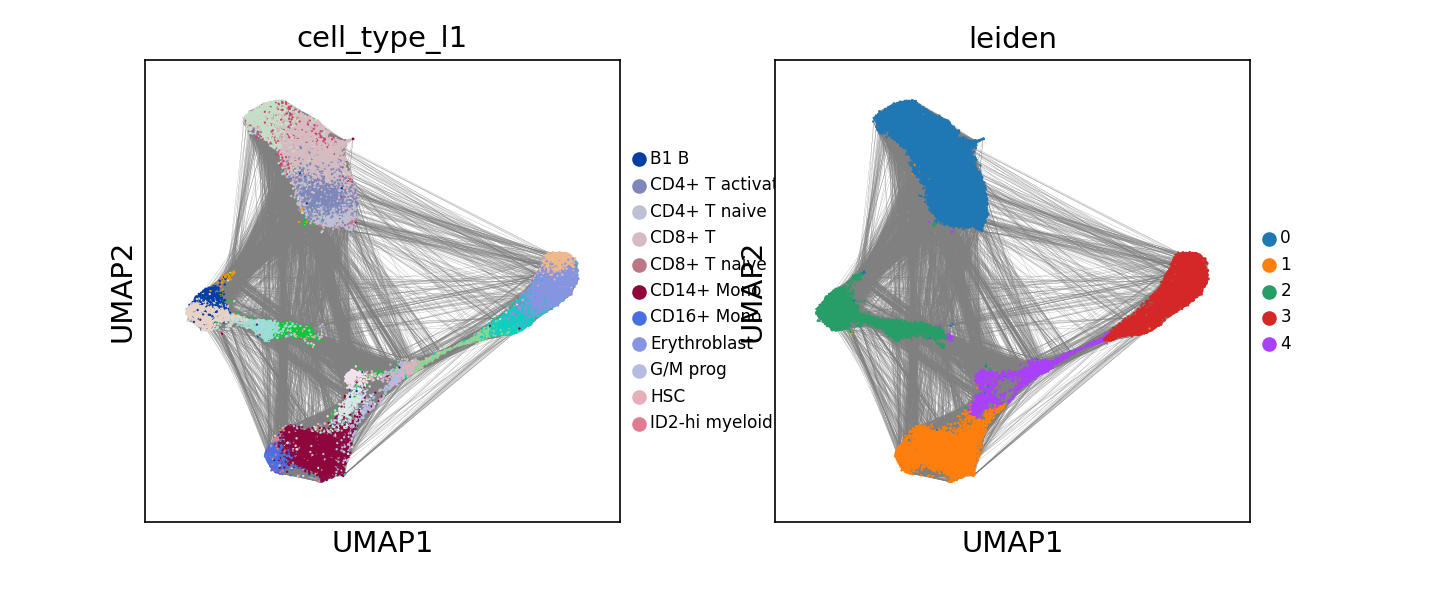 cell_type_l1
leiden
UMAP2
UMAP1
B1 B
CD4+ T activat
CD4+ T naive
CD8+ T
CD8+ T naive
CD14+ Mono
CD16+ Mono
Erythroblast
G/M prog
HSC
ID2-hi myeloid
UMAP2
UMAP1
0
1
2
3
4